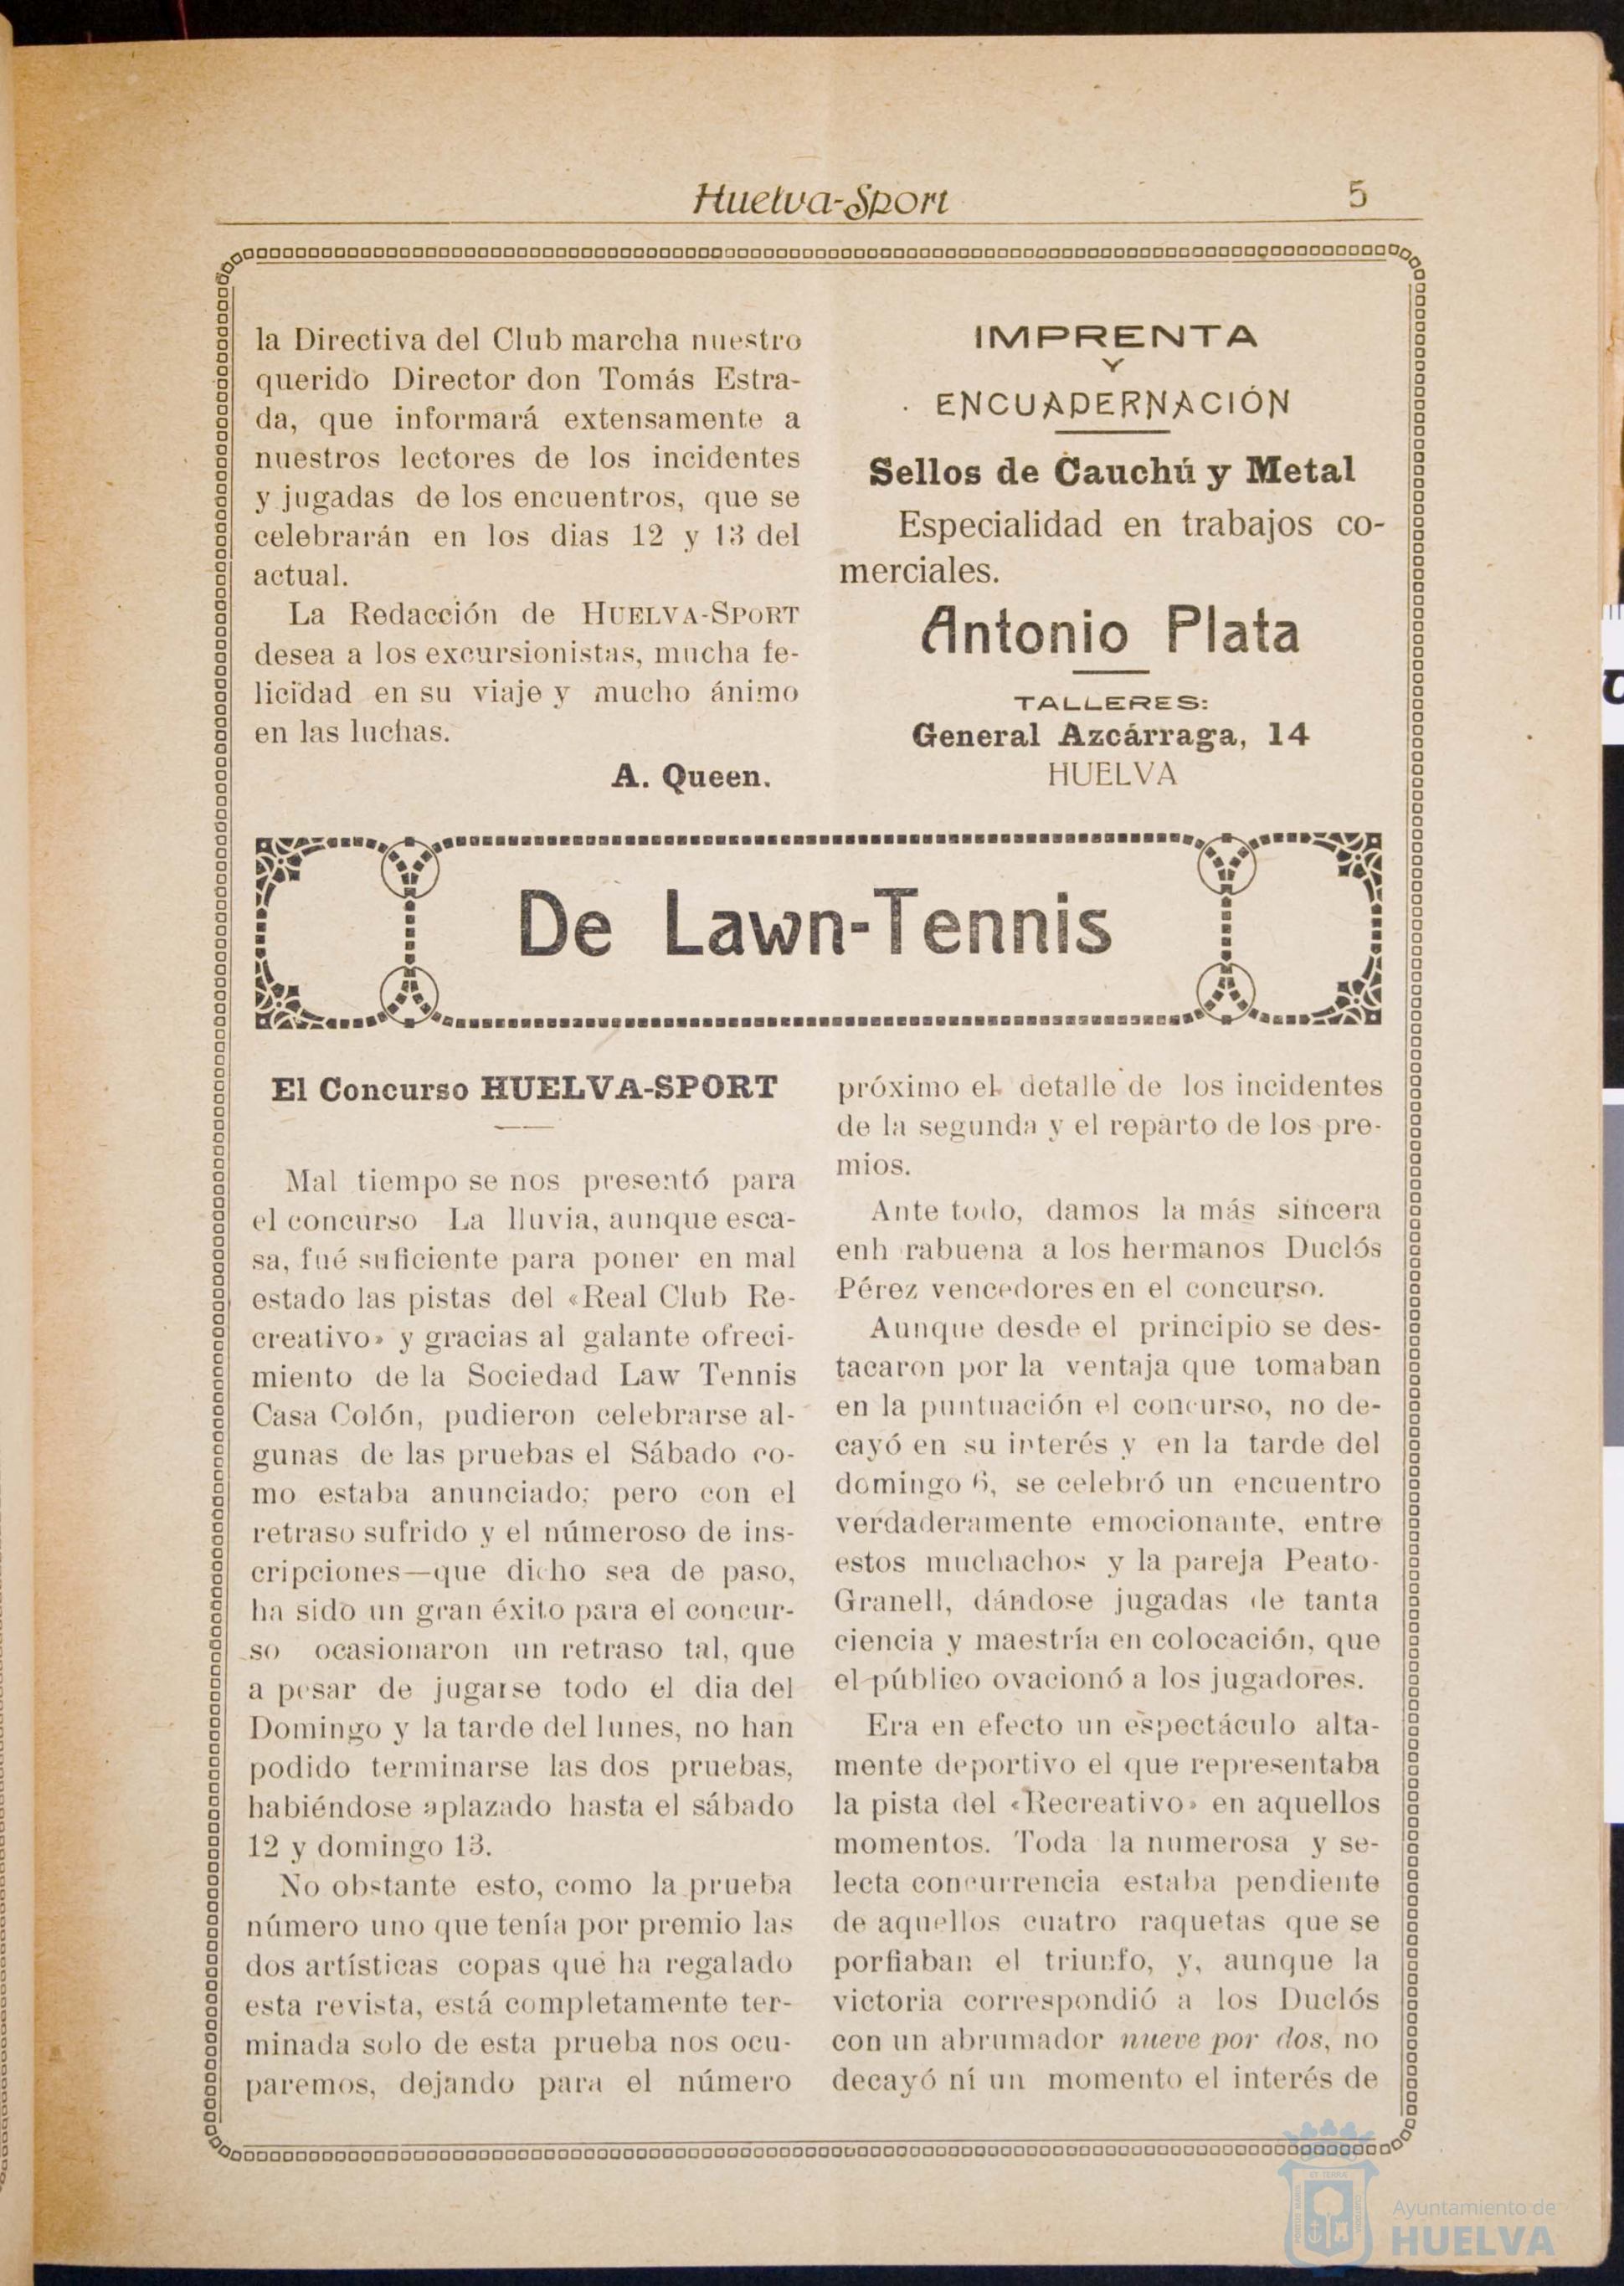 Huelva-Sport
5
la Directiva del Club marcha nuestro
querido Director don Tomás Estra-
da, que informará extensamente a
nuestros lectores de los incidentes
y jugadas de los encuentros, que se
celebrarán en los dias 12 y 13 del
actual.
La Redacción de HUELVA-SPORT
desea a los excursionistas, mucha fe-
licidad en su viaje y mucho ánimo
en las luchas.
A. Queen.
IMPRENTA
Y
ENCUADERNACIÓN
Sellos de Cauchú y Metal
Especialidad en trabajos co-
merciales.
Antonio Plata
TALLERES:
General Azcárraga, 14
HUELVA
De Lawn-Tennis
El Concurso HUELVA-SPORT
Mal tiempo se nos presentó para
el concurso La lluvia, aunque esca-
sa, fué suficiente para poner en mal
estado las pistas del «Real Club Re-
creativo» y gracias al galante ofreci-
miento de la Sociedad Law Tennis
Casa Colón, pudieron celebrarse al-
gunas de las pruebas el Sábado co-
mo estaba anunciado; pero con el
retraso sufrido y el númeroso de ins-
cripciones—que dicho sea de paso,
ha sido un gran éxito para el concur-
so ocasionaron un retraso tal, que
a pesar de jugarse todo el dia del
Domingo y la tarde del lunes, no han
podido terminarse las dos pruebas,
habiéndose aplazado hasta el sábado
12 y domingo 13.
No obstante esto, como la prueba
número uno que tenía por premio las
dos artísticas copas que ha regalado
esta revista, está completamente ter-
minada solo de esta prueba nos ocu-
paremos, dejando para el número
próximo el detalle de los incidentes
de la segunda y el reparto de los pre-
mios.
Ante todo, damos la más sincera
enh rabuena a los hermanos Duclós
Pérez vencedores en el concurso.
Aunque desde el principio se des-
tacaron por la ventaja que tomaban
en la puntuación el concurso, no de-
cayó en su interés y en la tarde del
domingo 6, se celebró un encuentro
verdaderamente emocionante, entre
estos muchachos y la pareja Peato-
Granell, dándose jugadas de tanta
ciencia y maestría en colocación, que
el público ovacionó a los jugadores.
Era en efecto un espectáculo alta-
mente deportivo el que representaba
la pista del «Recreativo» en aquellos
momentos. Toda la numerosa y se-
lecta concurrencia estaba pendiente
de aquellos cuatro raquetas que se
porfiaban el triunfo, y, aunque la
victoria correspondió a los Duclós
con un abrumador nueve por dos, no
decayó ní un momento el interés de
Ayuntamiento de
HUELVA